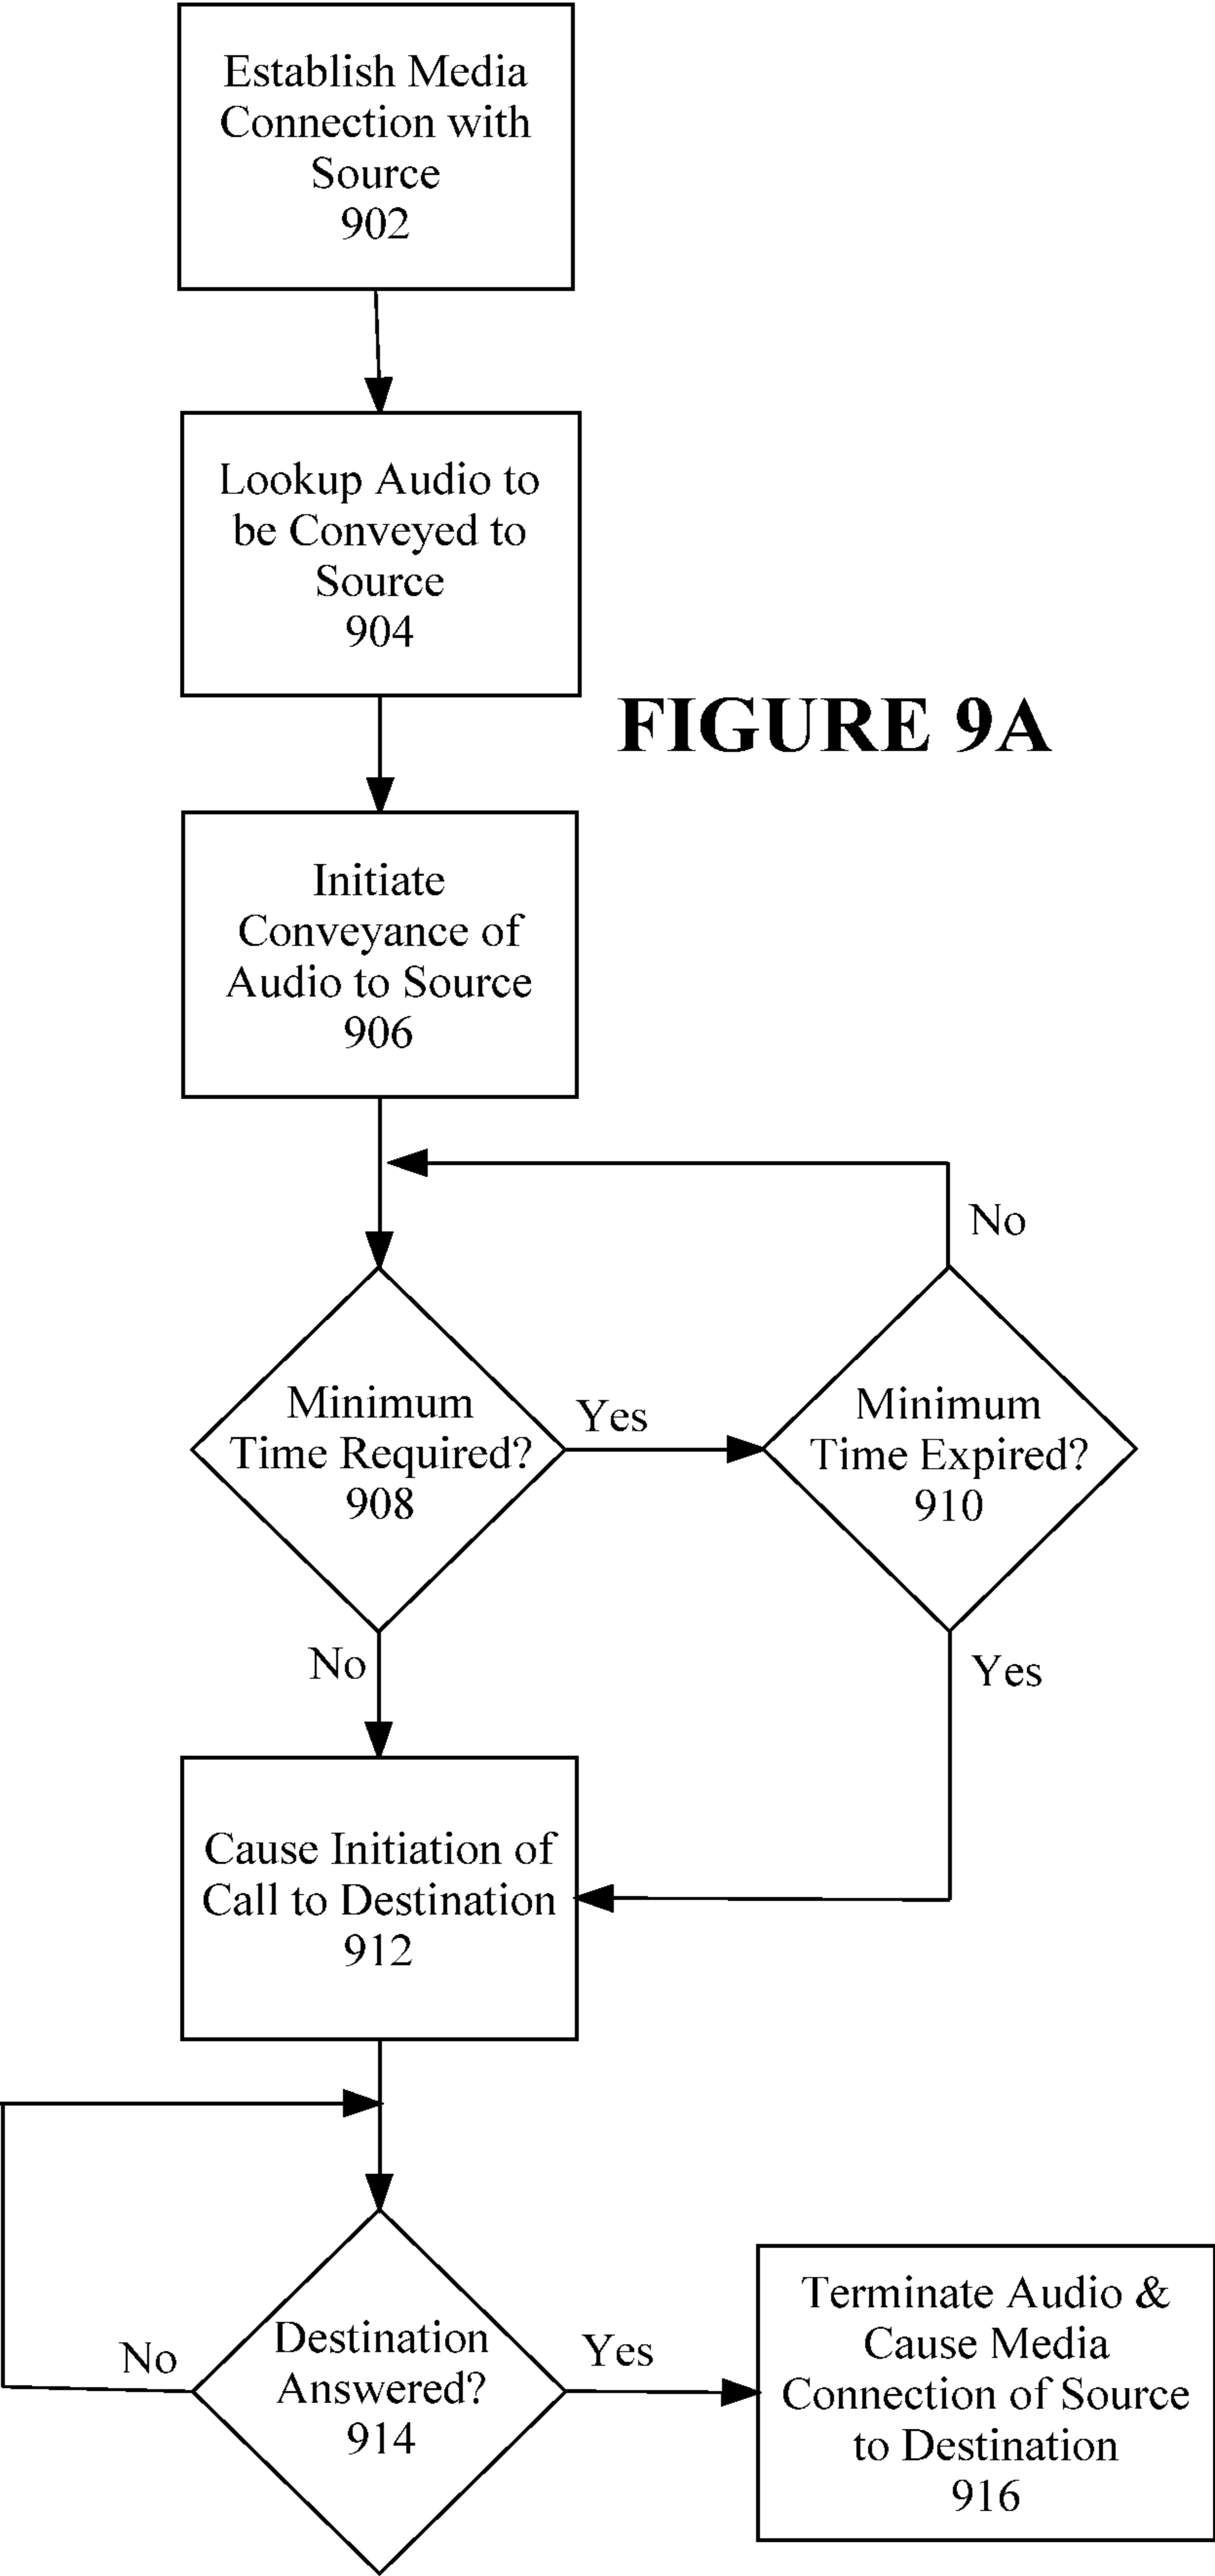 Establish Media
Connection with
Source
902
Lookup Audio to
be Conveyed to
Source
904
FIGURE 9A
Initiate
Conveyance of
Audio to Source
906
No
Minimum
Time Required?
908
Yes
Minimum
Time Expired?
910
No
Yes
Cause Initiation of
Call to Destination
912
Destination
Answered?
914
No
Yes
Terminate Audio &
Cause Media
Connection of Source
to Destination
916